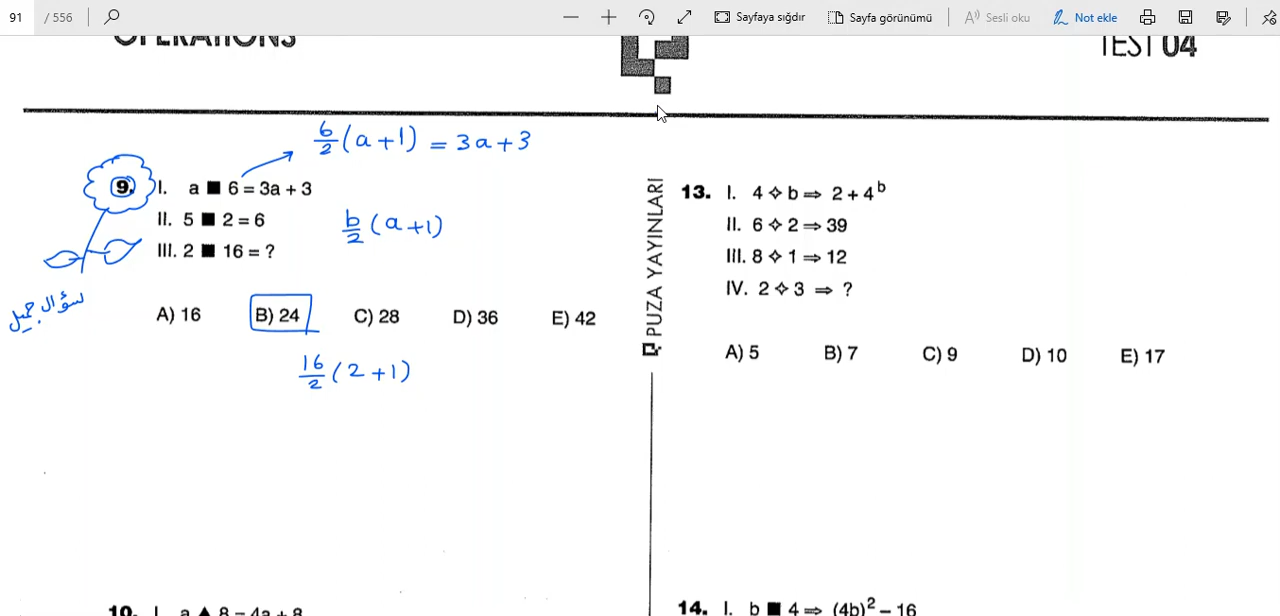 91 / 556 Sayfaya sığdır Sayfa görünümü Sesli oku Not ekle
OPERATIONS
TEST 04
b/2 (a+1) = 3a+3
9. I. a ■ 6 = 3a + 3
II. 5 ■ 2 = 6
b/2 (a+1)
III. 2 ■ 16 = ?
سؤال جميل
A) 16 B) 24 C) 28 D) 36 E) 42
16/2 (2+1)
10. I. a ▲ 8 = 4a + 8
PUZA YAYINLARI
13. I. 4 ✧ b ⇒ 2 + 4ᵇ
II. 6 ✧ 2 ⇒ 39
III. 8 ✧ 1 ⇒ 12
IV. 2 ✧ 3 ⇒ ?
A) 5 B) 7 C) 9 D) 10 E) 17
14. I. b ■ 4 ⇒ (4b)² – 16